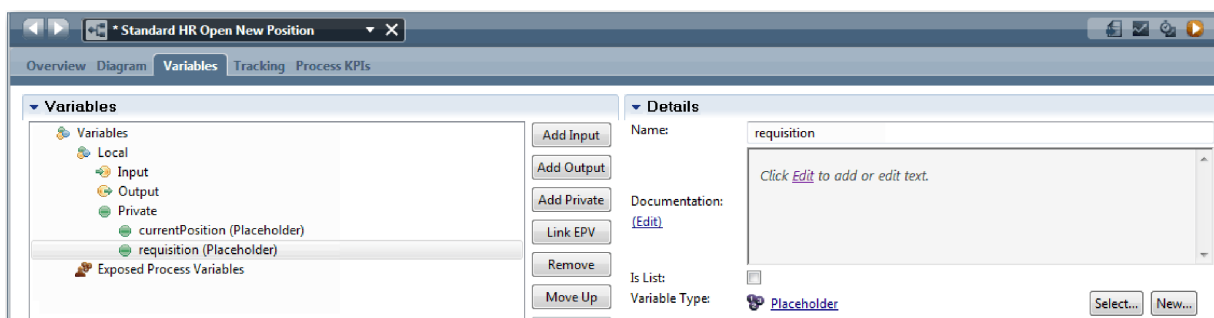 * Standard HR Open New Position
Overview Diagram Variables Tracking Process KPIs
Variables
Variables
Local
Input
Output
Private
currentPosition (Placeholder)
requisition (Placeholder)
Exposed Process Variables
Add Input
Add Output
Add Private
Link EPV
Remove
Move Up
Details
Name: requisition
Click Edit to add or edit text.
Documentation:
(Edit)
Is List:
Variable Type: Placeholder Select... New...